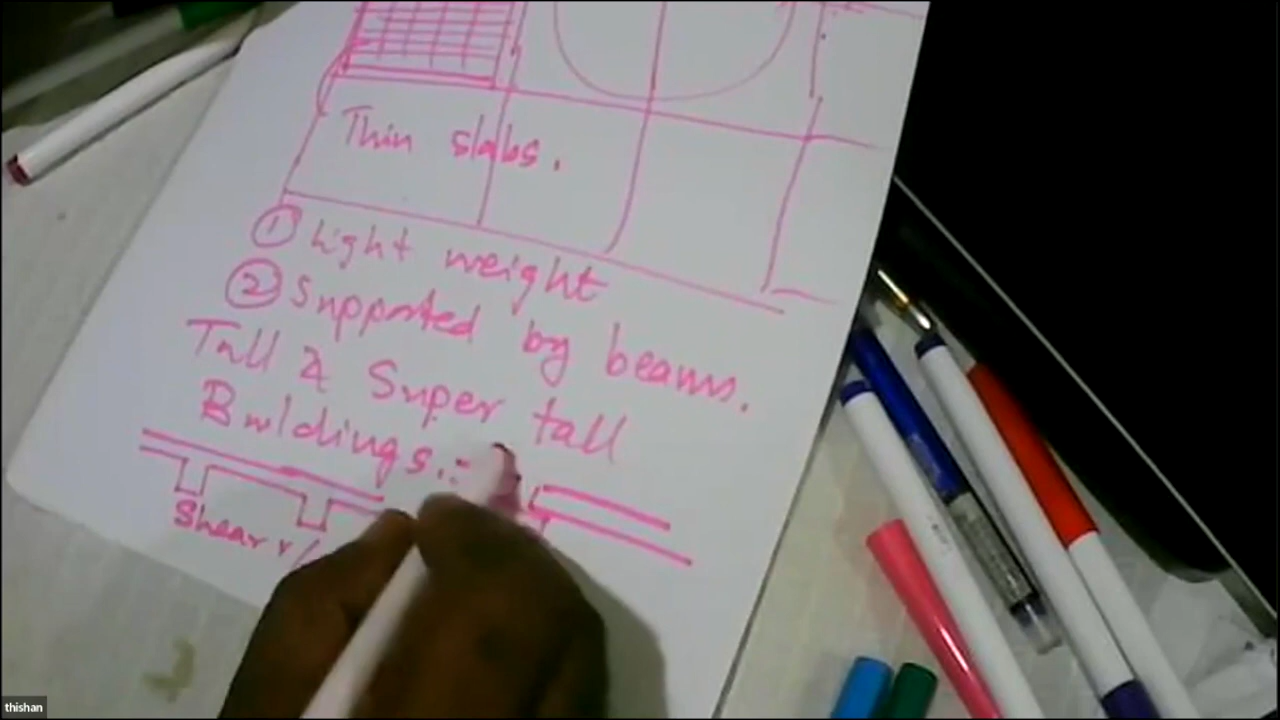 Thin slabs.
① Light weight
② Supported by beams.
Tall & Super tall
Buildings.:-
Shear
thishan